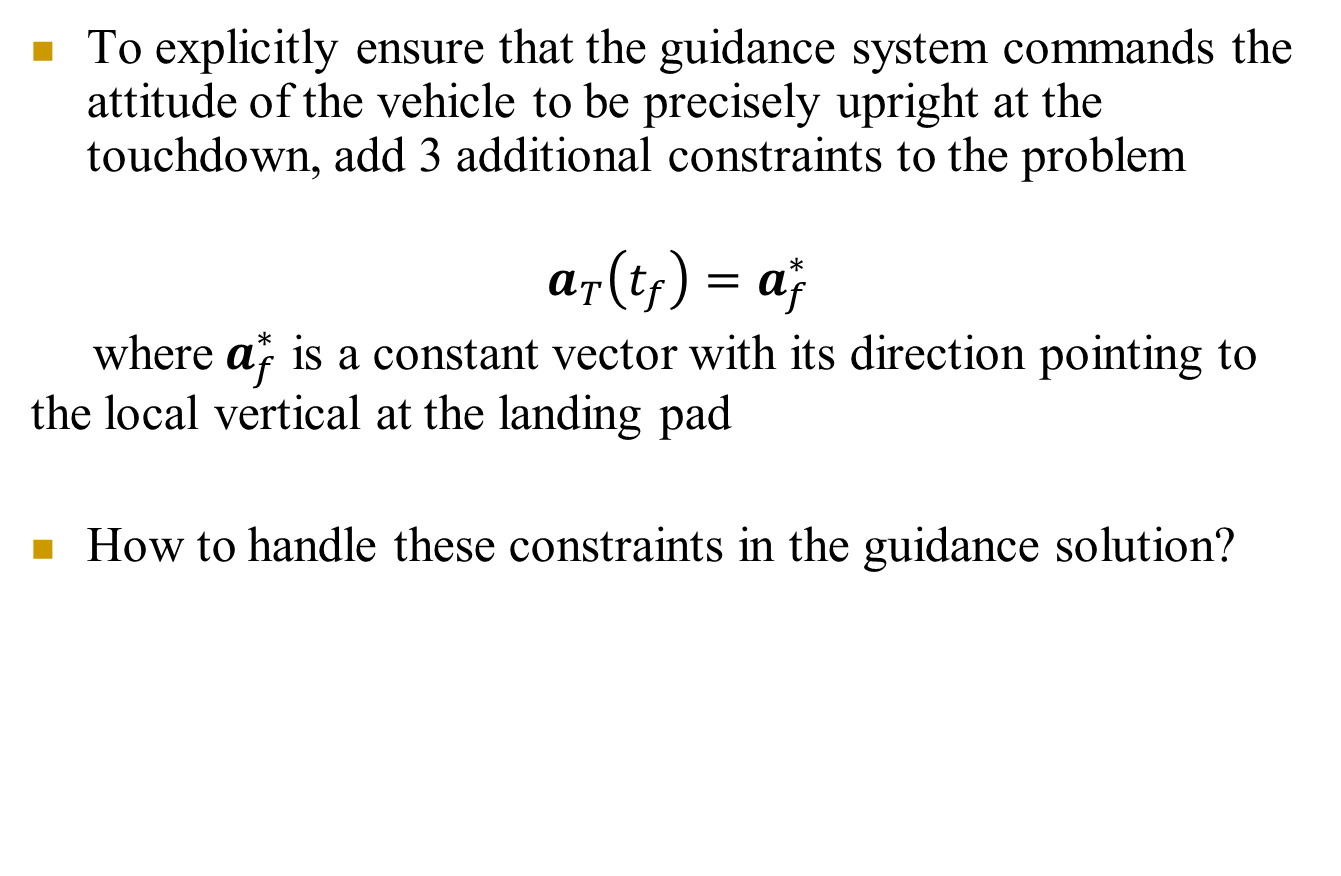 ■ To explicitly ensure that the guidance system commands the
attitude of the vehicle to be precisely upright at the
touchdown, add 3 additional constraints to the problem
𝒂_T(t_f) = 𝒂_f^*
where 𝒂_f^* is a constant vector with its direction pointing to
the local vertical at the landing pad
■ How to handle these constraints in the guidance solution?